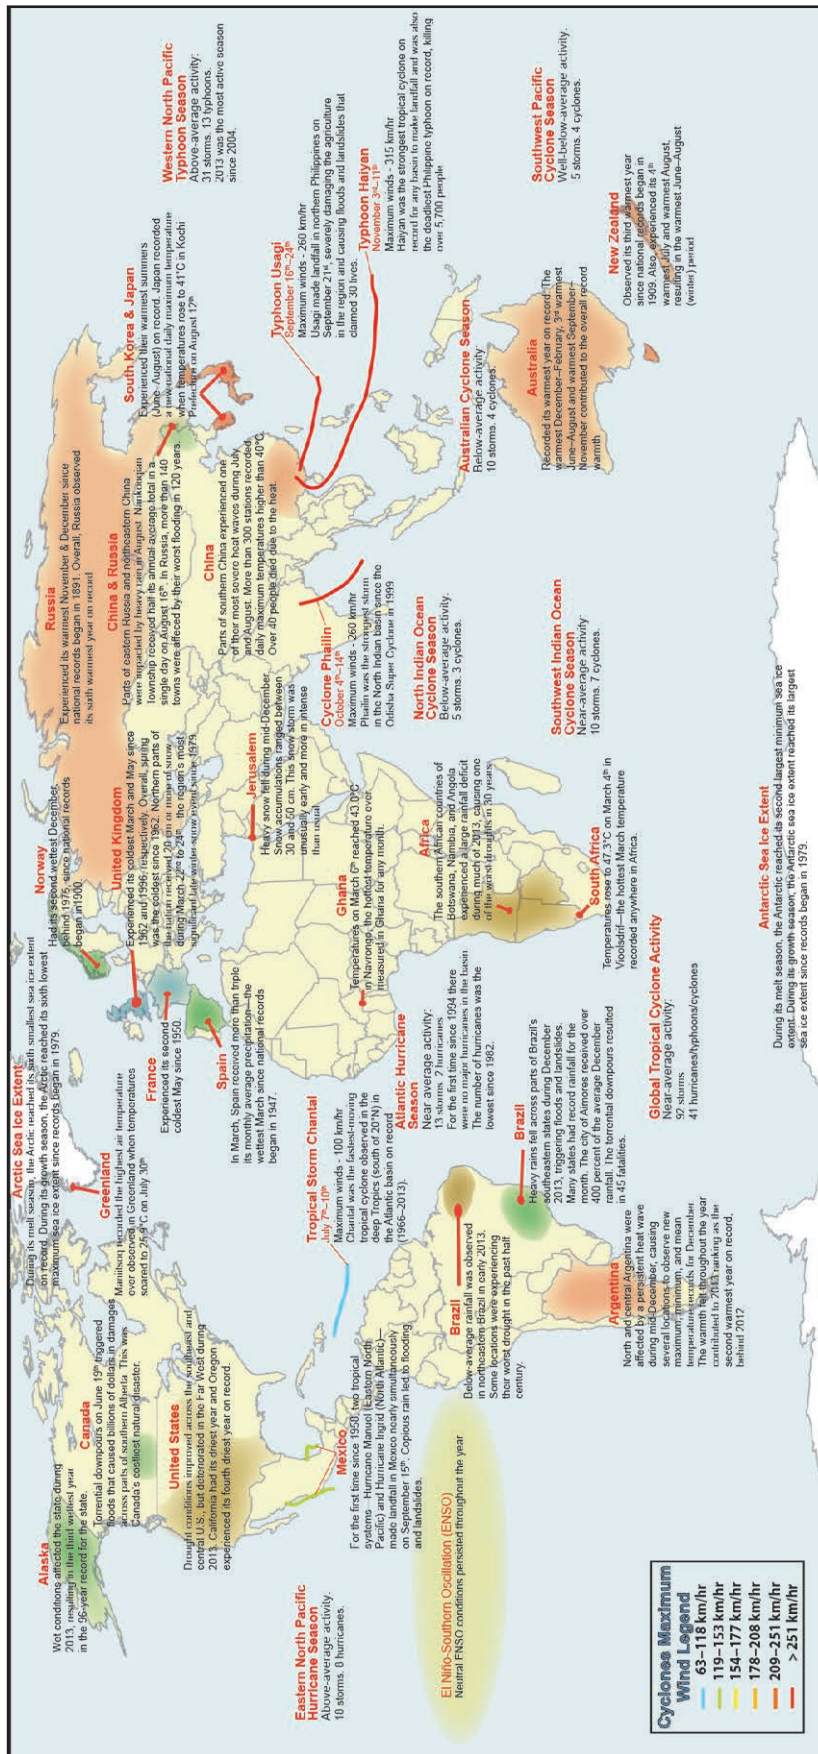 Alaska
Wet conditions affected the state during
2013, resulting in the third wettest year
in the 96-year record for the state.
Canada
Torrential downpours on June 19th triggered
floods that caused billions of dollars in damages
across parts of southern Alberta. This was
Canada's costliest natural disaster.
United States
Drought conditions improved across the southeast and
central U.S., but deteriorated in the Far West during
2013. California had its driest year and Oregon
experienced its fourth driest year on record.
Eastern North Pacific
Hurricane Season
Above-average activity.
10 storms. 0 hurricanes.
Mexico
For the first time since 1958, two tropical
systems—Hurricane Manuel (Eastern North
Pacific) and Hurricane Ingrid (North Atlantic)—
made landfall in Mexico nearly simultaneously
on September 15th. Copious rain led to flooding
and landslides.
El Niño-Southern Oscillation (ENSO)
Neutral ENSO conditions persisted throughout the year
Cyclones Maximum
Wind Legend
63–118 km/hr
119–153 km/hr
154–177 km/hr
178–208 km/hr
209–251 km/hr
> 251 km/hr
Arctic Sea Ice Extent
During its melt season, the Arctic reached its sixth smallest sea ice extent
on record. During its growth season, the Arctic reached its sixth lowest
maximum sea ice extent since records began in 1979.
Greenland
Maniitsoq recorded the highest air temperature
ever observed in Greenland when temperatures
soared to 25.9°C on July 30th
Tropical Storm Chantal
July 7th–10th
Maximum winds - 100 km/hr
Chantal was the fastest-moving
tropical cyclone observed in the
deep Tropics (south of 20°N) in
the Atlantic basin on record
(1966–2013).
Atlantic Hurricane
Season
Near average activity:
13 storms. 2 hurricanes.
For the first time since 1994 there
were no major hurricanes in the basin
The number of hurricanes was the
lowest since 1982.
Brazil
Below-average rainfall was observed
in northeastern Brazil in early 2013.
Some locations were experiencing
their worst drought in the past half
century.
Brazil
Heavy rains fell across parts of Brazil's
southeastern states during December
2013, triggering floods and landslides.
Many states had record rainfall for the
month. The city of Aimores received over
400 percent of the average December
rainfall. The torrential downpours resulted
in 45 fatalities.
Argentina
North and central Argentina were
affected by a persistent heat wave
during mid-December, causing
several locations to observe new
maximum, minimum, and mean
temperature records for December
The warmth felt throughout the year
contributed to 2013 ranking as the
second warmest year on record,
behind 2012
Norway
Had its second wettest December,
behind 1975, since national records
began in 1900.
United Kingdom
Experienced its coldest March and May since
1962 and 1996, respectively. Overall, spring
was the coldest since 1962. Northern parts of
the nation received 20 cm or more of snow
during March 22nd to 24th—the region's most
significant late winter snow event since 1979.
France
Experienced its second
coldest May since 1950.
Spain
In March, Spain received more than triple
its monthly average precipitation—the
wettest March since national records
began in 1947.
Jerusalem
Heavy snow fell during mid-December.
Snow accumulations ranged between
30 and 50 cm. This snow storm was
unusually early and more in intense
than usual
Ghana
Temperatures on March 6th reached 43.0°C
in Navrongo, the hottest temperature ever
measured in Ghana for any month.
Africa
The southern African countries of
Botswana, Namibia, and Angola
experienced a large rainfall deficit
during much of 2013, causing one
of the worst droughts in 30 years.
South Africa
Temperatures rose to 47.3°C on March 4th in
Vioolsdrif—the hottest March temperature
recorded anywhere in Africa.
Global Tropical Cyclone Activity
Near-average activity:
92 storms
41 hurricanes/typhoons/cyclones
Russia
Experienced its warmest November & December since
national records began in 1891. Overall, Russia observed
its sixth warmest year on record
China & Russia
Parts of eastern Russia and northeastern China
were impacted by heavy rain in August. Nankouqian
Township received half its annual average total in a
single day on August 16th. In Russia, more than 140
towns were affeced by their worst flooding in 120 years.
China
Parts of southern China experienced one
of their most severe heat waves during July
and August. More than 300 stations recorded
daily maximum temperatures higher than 40°C.
Over 40 people died due to the heat.
South Korea & Japan
Experienced their warmest summers
(June–August) on record. Japan recorded
a new national daily maximum temperature
when temperatures rose to 41°C in Kochi
Prefecture on August 12th
Western North Pacific
Typhoon Season
Above-average activity:
31 storms. 13 typhoons.
2013 was the most active season
since 2004.
Typhoon Usagi
September 16th–24th
Maximum winds - 260 km/hr
Usagi made landfall in northern Philippines on
September 21st, severely damaging the agriculture
in the region and causing floods and landslides that
claimed 30 lives.
Typhoon Haiyan
November 3rd–11th
Maximum winds - 315 km/hr
Haiyan was the strongest tropical cyclone on
record for any basin to make landfall and was also
the deadliest Philippine typhoon on record, killing
over 5,700 people
Cyclone Phailin
October 4th–14th
Maximum winds - 260 km/hr
Phailin was the strongest storm
in the North Indian basin since the
Odisha Super Cyclone in 1999
North Indian Ocean
Cyclone Season
Below-average activity.
5 storms. 3 cyclones.
Southwest Indian Ocean
Cyclone Season
Near-average activity:
10 storms. 7 cyclones.
Australian Cyclone Season
Below-average activity:
10 storms. 4 cyclones.
Australia
Recorded its warmest year on record. The
warmest December–February, 3rd warmest
June–August and warmest September–
November contributed to the overall record
warmth
Southwest Pacific
Cyclone Season
Well-below-average activity.
5 storms. 4 cyclones.
New Zealand
Observed its third warmest year
since national records began in
1909. Also, experienced its 4th
warmest July and warmest August,
resulting in the warmest June–August
(winter) period
Antarctic Sea Ice Extent
During its melt season, the Antarctic reached its second largest minimum sea ice
extent. During its growth season, the Antarctic sea ice extent reached its largest
sea ice extent since records began in 1979.